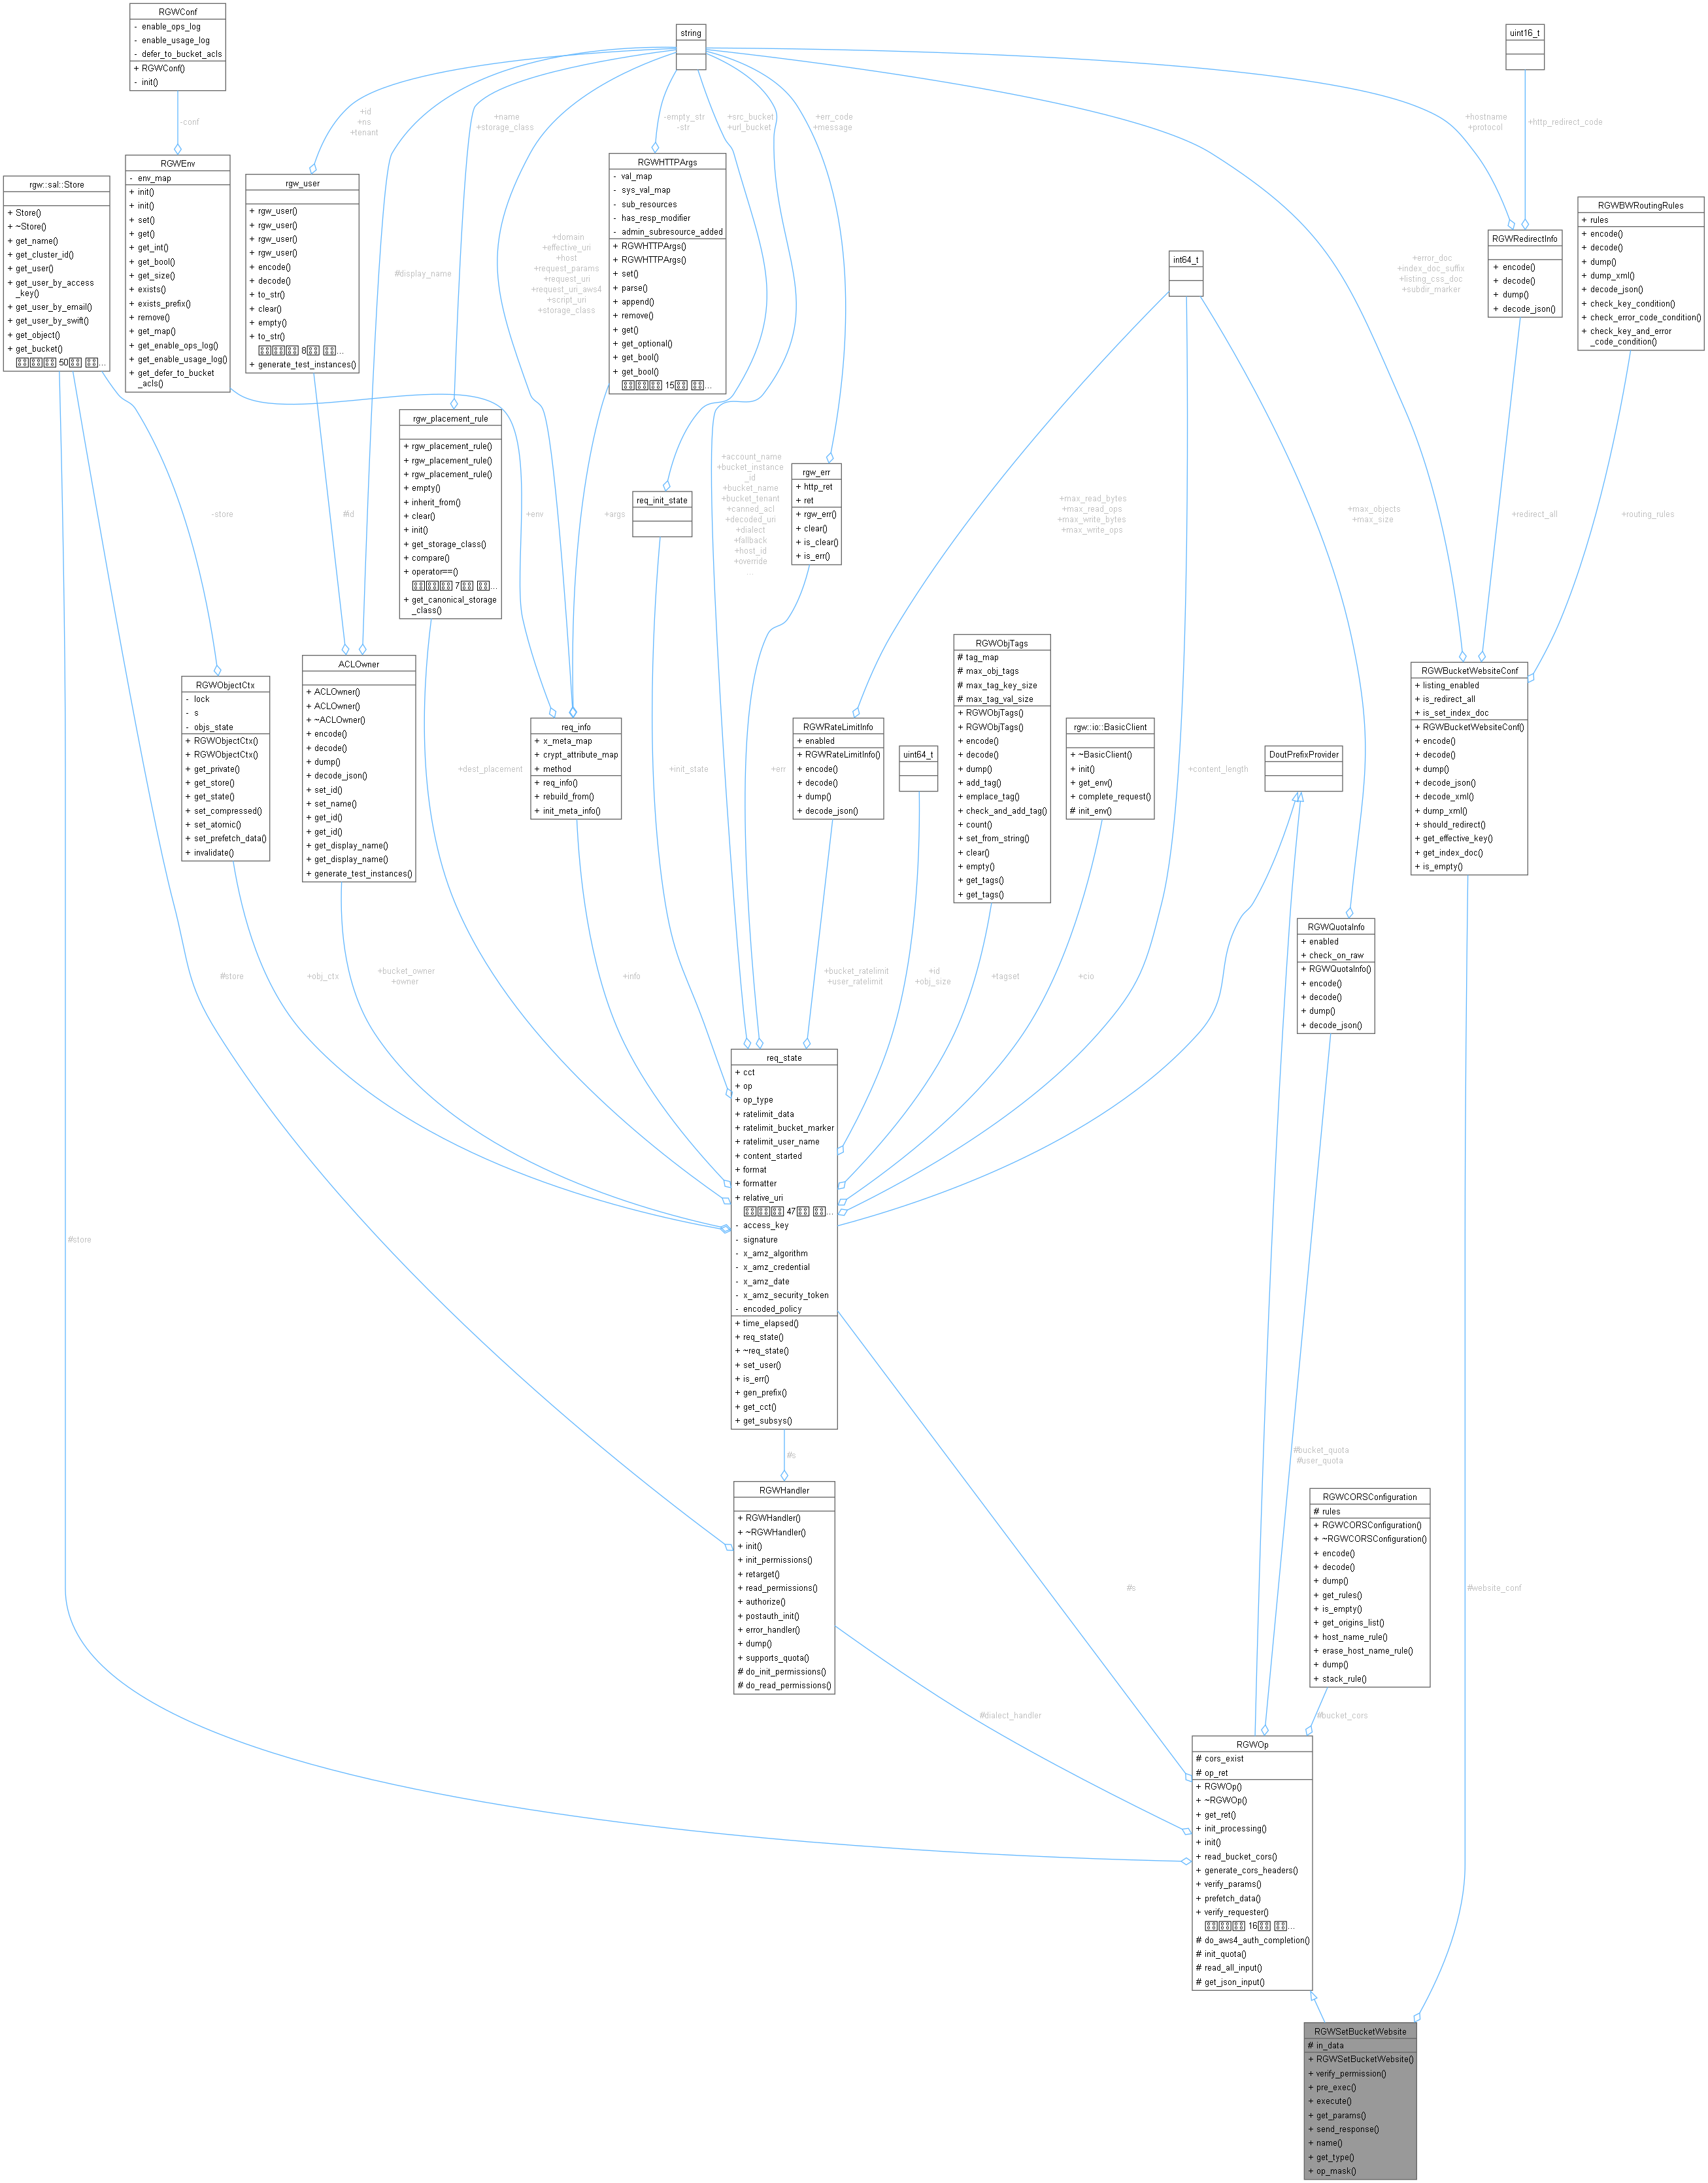 RGWConf
- enable_ops_log
- enable_usage_log
- defer_to_bucket_acls
+ RGWConf()
- init()
string
uint16_t
-conf
+id
+ns
+tenant
+name
+storage_class
-empty_str
-str
+src_bucket
+url_bucket
+err_code
+message
+hostname
+protocol
+http_redirect_code
rgw::sal::Store
+ Store()
+ ~Store()
+ get_name()
+ get_cluster_id()
+ get_user()
+ get_user_by_access
_key()
+ get_user_by_email()
+ get_user_by_swift()
+ get_object()
+ get_bucket()
50
...
RGWEnv
- env_map
+ init()
+ init()
+ set()
+ get()
+ get_int()
+ get_bool()
+ get_size()
+ exists()
+ exists_prefix()
+ remove()
+ get_map()
+ get_enable_ops_log()
+ get_enable_usage_log()
+ get_defer_to_bucket
_acls()
rgw_user
+ rgw_user()
+ rgw_user()
+ rgw_user()
+ rgw_user()
+ encode()
+ decode()
+ to_str()
+ clear()
+ empty()
+ to_str()
8
...
+ generate_test_instances()
#display_name
+domain
+effective_uri
+host
+request_params
+request_uri
+request_uri_aws4
+script_uri
+storage_class
RGWHTTPArgs
- val_map
- sys_val_map
- sub_resources
- has_resp_modifier
- admin_subresource_added
+ RGWHTTPArgs()
+ RGWHTTPArgs()
+ set()
+ parse()
+ append()
+ remove()
+ get()
+ get_optional()
+ get_bool()
+ get_bool()
15
...
int64_t
+error_doc
+index_doc_suffix
+listing_css_doc
+subdir_marker
RGWRedirectInfo
+ encode()
+ decode()
+ dump()
+ decode_json()
RGWBWRoutingRules
+ rules
+ encode()
+ decode()
+ dump()
+ dump_xml()
+ decode_json()
+ check_key_condition()
+ check_error_code_condition()
+ check_key_and_error
_code_condition()
-store
#id
rgw_placement_rule
+ rgw_placement_rule()
+ rgw_placement_rule()
+ rgw_placement_rule()
+ empty()
+ inherit_from()
+ clear()
+ init()
+ get_storage_class()
+ compare()
+ operator==()
7
...
+ get_canonical_storage
_class()
+env
+args
req_init_state
+account_name
+bucket_instance
_id
+bucket_name
+bucket_tenant
+canned_acl
+decoded_uri
+dialect
+fallback
+host_id
+override
...
rgw_err
+ http_ret
+ ret
+ rgw_err()
+ clear()
+ is_clear()
+ is_err()
+max_read_bytes
+max_read_ops
+max_write_bytes
+max_write_ops
+max_objects
+max_size
+redirect_all
+routing_rules
RGWObjectCtx
- lock
- s
- objs_state
+ RGWObjectCtx()
+ RGWObjectCtx()
+ get_private()
+ get_store()
+ get_state()
+ set_compressed()
+ set_atomic()
+ set_prefetch_data()
+ invalidate()
ACLOwner
+ ACLOwner()
+ ACLOwner()
+ ~ACLOwner()
+ encode()
+ decode()
+ dump()
+ decode_json()
+ set_id()
+ set_name()
+ get_id()
+ get_id()
+ get_display_name()
+ get_display_name()
+ generate_test_instances()
+dest_placement
req_info
+ x_meta_map
+ crypt_attribute_map
+ method
+ req_info()
+ rebuild_from()
+ init_meta_info()
+init_state
+err
RGWRateLimitInfo
+ enabled
+ RGWRateLimitInfo()
+ encode()
+ decode()
+ dump()
+ decode_json()
uint64_t
RGWObjTags
# tag_map
# max_obj_tags
# max_tag_key_size
# max_tag_val_size
+ RGWObjTags()
+ RGWObjTags()
+ encode()
+ decode()
+ dump()
+ add_tag()
+ emplace_tag()
+ check_and_add_tag()
+ count()
+ set_from_string()
+ clear()
+ empty()
+ get_tags()
+ get_tags()
rgw::io::BasicClient
+ ~BasicClient()
+ init()
+ get_env()
+ complete_request()
# init_env()
+content_length
DoutPrefixProvider
RGWBucketWebsiteConf
+ listing_enabled
+ is_redirect_all
+ is_set_index_doc
+ RGWBucketWebsiteConf()
+ encode()
+ decode()
+ dump()
+ decode_json()
+ decode_xml()
+ dump_xml()
+ should_redirect()
+ get_effective_key()
+ get_index_doc()
+ is_empty()
RGWQuotaInfo
+ enabled
+ check_on_raw
+ RGWQuotaInfo()
+ encode()
+ decode()
+ dump()
+ decode_json()
#store
+obj_ctx
+bucket_owner
+owner
+info
+bucket_ratelimit
+user_ratelimit
+id
+obj_size
+tagset
+cio
req_state
+ cct
+ op
+ op_type
+ ratelimit_data
+ ratelimit_bucket_marker
+ ratelimit_user_name
+ content_started
+ format
+ formatter
+ relative_uri
47
...
- access_key
- signature
- x_amz_algorithm
- x_amz_credential
- x_amz_date
- x_amz_security_token
- encoded_policy
+ time_elapsed()
+ req_state()
+ ~req_state()
+ set_user()
+ is_err()
+ gen_prefix()
+ get_cct()
+ get_subsys()
#store
#s
#bucket_quota
#user_quota
RGWHandler
+ RGWHandler()
+ ~RGWHandler()
+ init()
+ init_permissions()
+ retarget()
+ read_permissions()
+ authorize()
+ postauth_init()
+ error_handler()
+ dump()
+ supports_quota()
# do_init_permissions()
# do_read_permissions()
#s
RGWCORSConfiguration
# rules
+ RGWCORSConfiguration()
+ ~RGWCORSConfiguration()
+ encode()
+ decode()
+ dump()
+ get_rules()
+ is_empty()
+ get_origins_list()
+ host_name_rule()
+ erase_host_name_rule()
+ dump()
+ stack_rule()
#website_conf
#dialect_handler
#bucket_cors
RGWOp
# cors_exist
# op_ret
+ RGWOp()
+ ~RGWOp()
+ get_ret()
+ init_processing()
+ init()
+ read_bucket_cors()
+ generate_cors_headers()
+ verify_params()
+ prefetch_data()
+ verify_requester()
16
...
# do_aws4_auth_completion()
# init_quota()
# read_all_input()
# get_json_input()
RGWSetBucketWebsite
# in_data
+ RGWSetBucketWebsite()
+ verify_permission()
+ pre_exec()
+ execute()
+ get_params()
+ send_response()
+ name()
+ get_type()
+ op_mask()